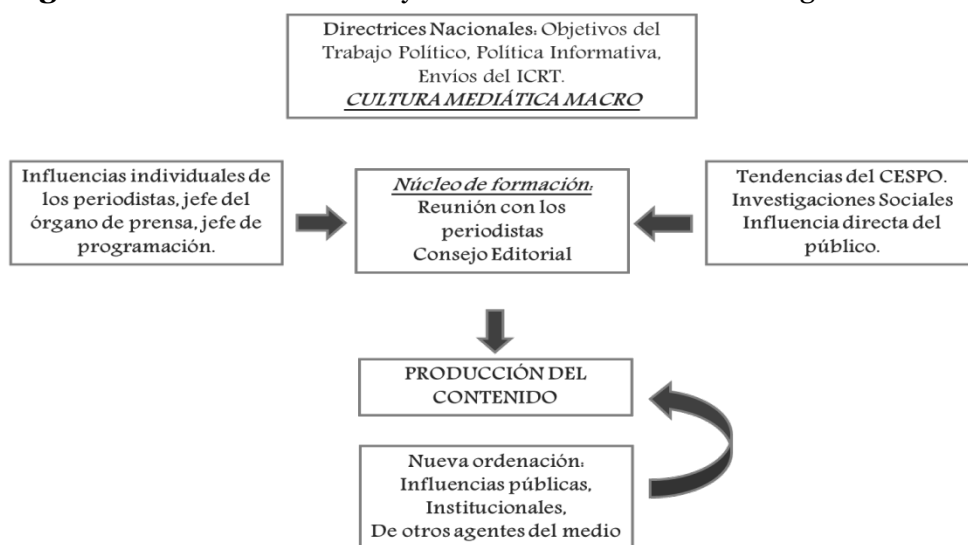 Directrices Nacionales: Objetivos del
Trabajo Político, Política Informativa,
Envíos del ICRT.
CULTURA MEDIÁTICA MACRO
Influencias individuales de
los periodistas, jefe del
órgano de prensa, jefe de
programación.
Núcleo de formación:
Reunión con los
periodistas
Consejo Editorial
Tendencias del CESPO.
Investigaciones Sociales
Influencia directa del
público.
PRODUCCIÓN DEL
CONTENIDO
Nueva ordenación:
Influencias públicas,
Institucionales,
De otros agentes del medio